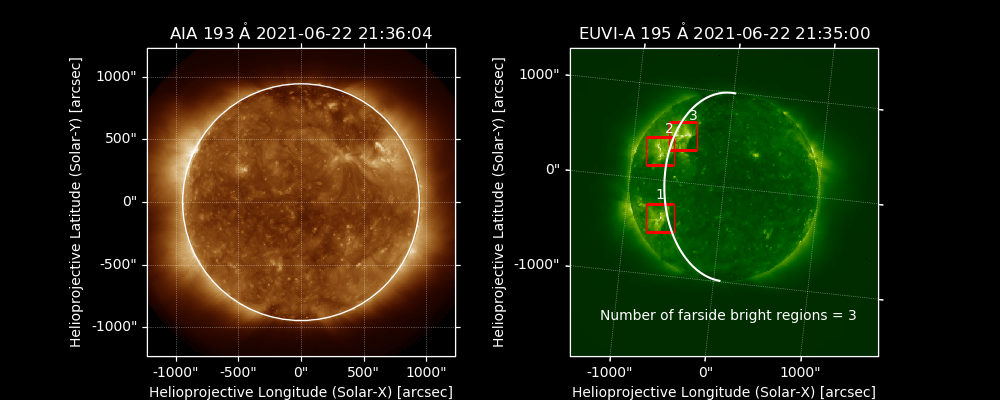 AIA 193 Å 2021-06-22 21:36:04
Helioprojective Latitude (Solar-Y) [arcsec]
1000"
500"
0"
-500"
-1000"
-1000" -500" 0" 500" 1000"
Helioprojective Longitude (Solar-X) [arcsec]
EUVI-A 195 Å 2021-06-22 21:35:00
Helioprojective Latitude (Solar-Y) [arcsec]
1000"
0"
-1000"
3
2
1
Number of farside bright regions = 3
-1000" 0" 1000"
Helioprojective Longitude (Solar-X) [arcsec]